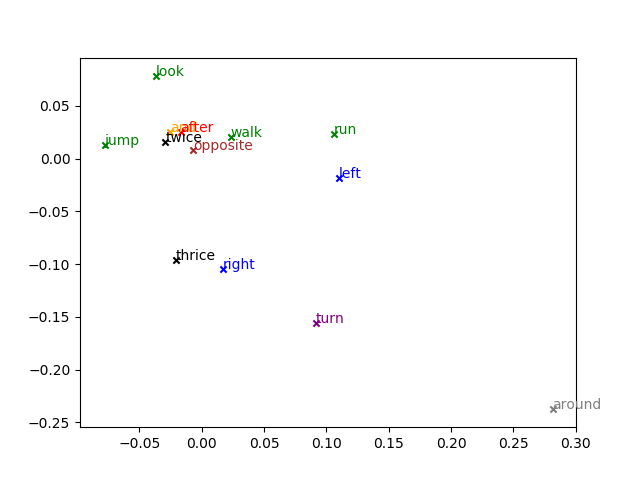 look
and
after
twice
walk
run
jump
opposite
left
thrice
right
turn
around
0.05
0.00
−0.05
−0.10
−0.15
−0.20
−0.25
−0.05
0.00
0.05
0.10
0.15
0.20
0.25
0.30